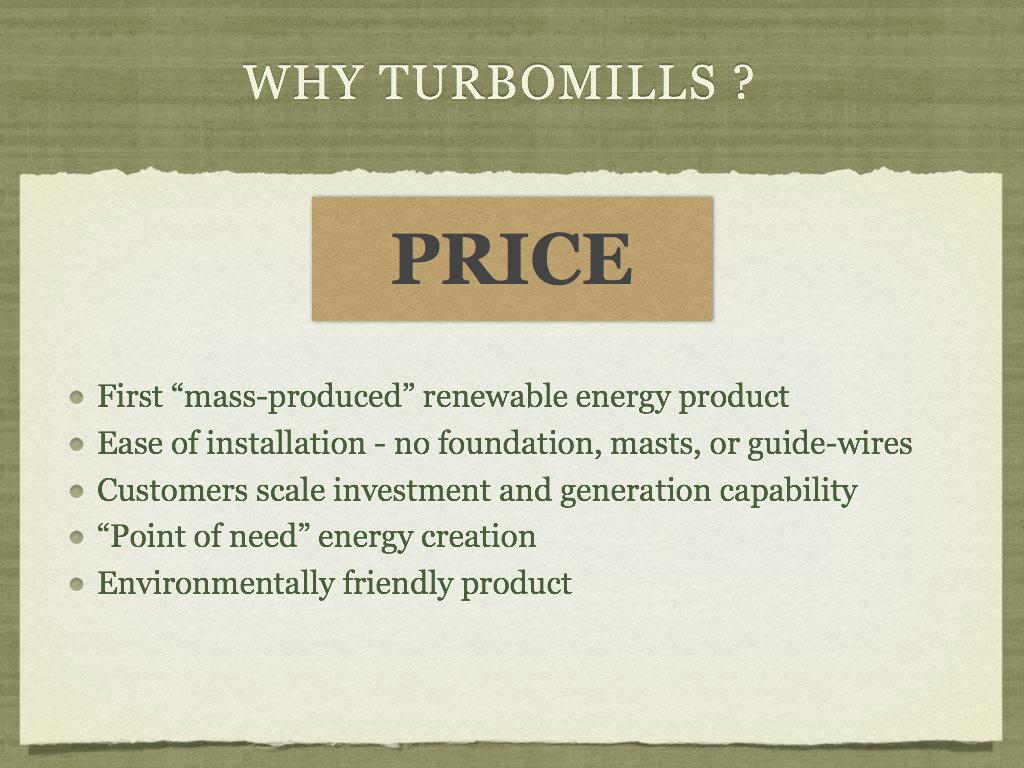 WHY TURBOMILLS ?
PRICE
First “mass-produced” renewable energy product
Ease of installation - no foundation, masts, or guide-wires
Customers scale investment and generation capability
“Point of need” energy creation
Environmentally friendly product